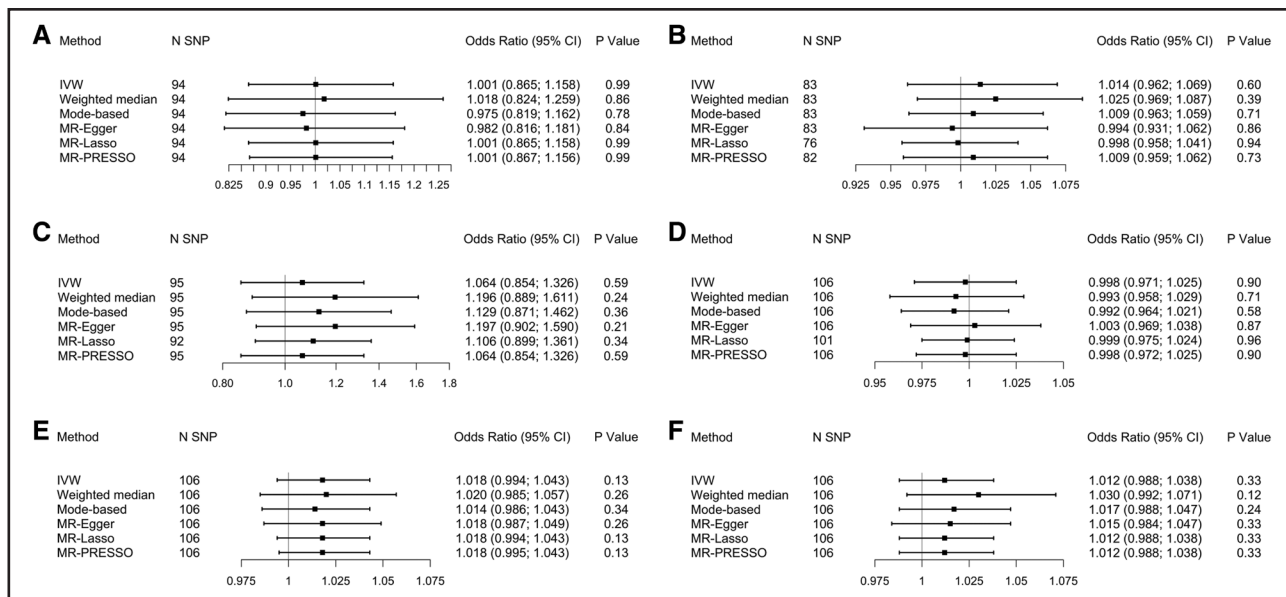 A Method N SNP Odds Ratio (95% CI) P Value
IVW 94 1.001 (0.865; 1.158) 0.99
Weighted median 94 1.018 (0.824; 1.259) 0.86
Mode-based 94 0.975 (0.819; 1.162) 0.78
MR-Egger 94 0.982 (0.816; 1.181) 0.84
MR-Lasso 94 1.001 (0.865; 1.158) 0.99
MR-PRESSO 94 1.001 (0.867; 1.156) 0.99
0.825 0.9 0.95 1 1.05 1.15 1.25
B Method N SNP Odds Ratio (95% CI) P Value
IVW 83 1.014 (0.962; 1.069) 0.60
Weighted median 83 1.025 (0.969; 1.087) 0.39
Mode-based 83 1.009 (0.963; 1.059) 0.71
MR-Egger 83 0.994 (0.931; 1.062) 0.86
MR-Lasso 76 0.998 (0.958; 1.041) 0.94
MR-PRESSO 82 1.009 (0.959; 1.062) 0.73
0.925 0.95 0.975 1 1.025 1.05 1.075
C Method N SNP Odds Ratio (95% CI) P Value
IVW 95 1.064 (0.854; 1.326) 0.59
Weighted median 95 1.196 (0.889; 1.611) 0.24
Mode-based 95 1.129 (0.871; 1.462) 0.36
MR-Egger 95 1.197 (0.902; 1.590) 0.21
MR-Lasso 92 1.106 (0.899; 1.361) 0.34
MR-PRESSO 95 1.064 (0.854; 1.326) 0.59
0.80 1.0 1.2 1.4 1.6 1.8
D Method N SNP Odds Ratio (95% CI) P Value
IVW 106 0.998 (0.971; 1.025) 0.90
Weighted median 106 0.993 (0.958; 1.029) 0.71
Mode-based 106 0.992 (0.964; 1.021) 0.58
MR-Egger 106 1.003 (0.969; 1.038) 0.87
MR-Lasso 101 0.999 (0.975; 1.024) 0.96
MR-PRESSO 106 0.998 (0.972; 1.025) 0.90
0.95 0.975 1 1.025 1.05
E Method N SNP Odds Ratio (95% CI) P Value
IVW 106 1.018 (0.994; 1.043) 0.13
Weighted median 106 1.020 (0.985; 1.057) 0.26
Mode-based 106 1.014 (0.986; 1.043) 0.34
MR-Egger 106 1.018 (0.987; 1.049) 0.26
MR-Lasso 106 1.018 (0.994; 1.043) 0.13
MR-PRESSO 106 1.018 (0.995; 1.043) 0.13
0.975 1 1.025 1.05 1.075
F Method N SNP Odds Ratio (95% CI) P Value
IVW 106 1.012 (0.988; 1.038) 0.33
Weighted median 106 1.030 (0.992; 1.071) 0.12
Mode-based 106 1.017 (0.988; 1.047) 0.24
MR-Egger 106 1.015 (0.984; 1.047) 0.33
MR-Lasso 106 1.012 (0.988; 1.038) 0.33
MR-PRESSO 106 1.012 (0.988; 1.038) 0.33
0.975 1 1.025 1.05 1.075